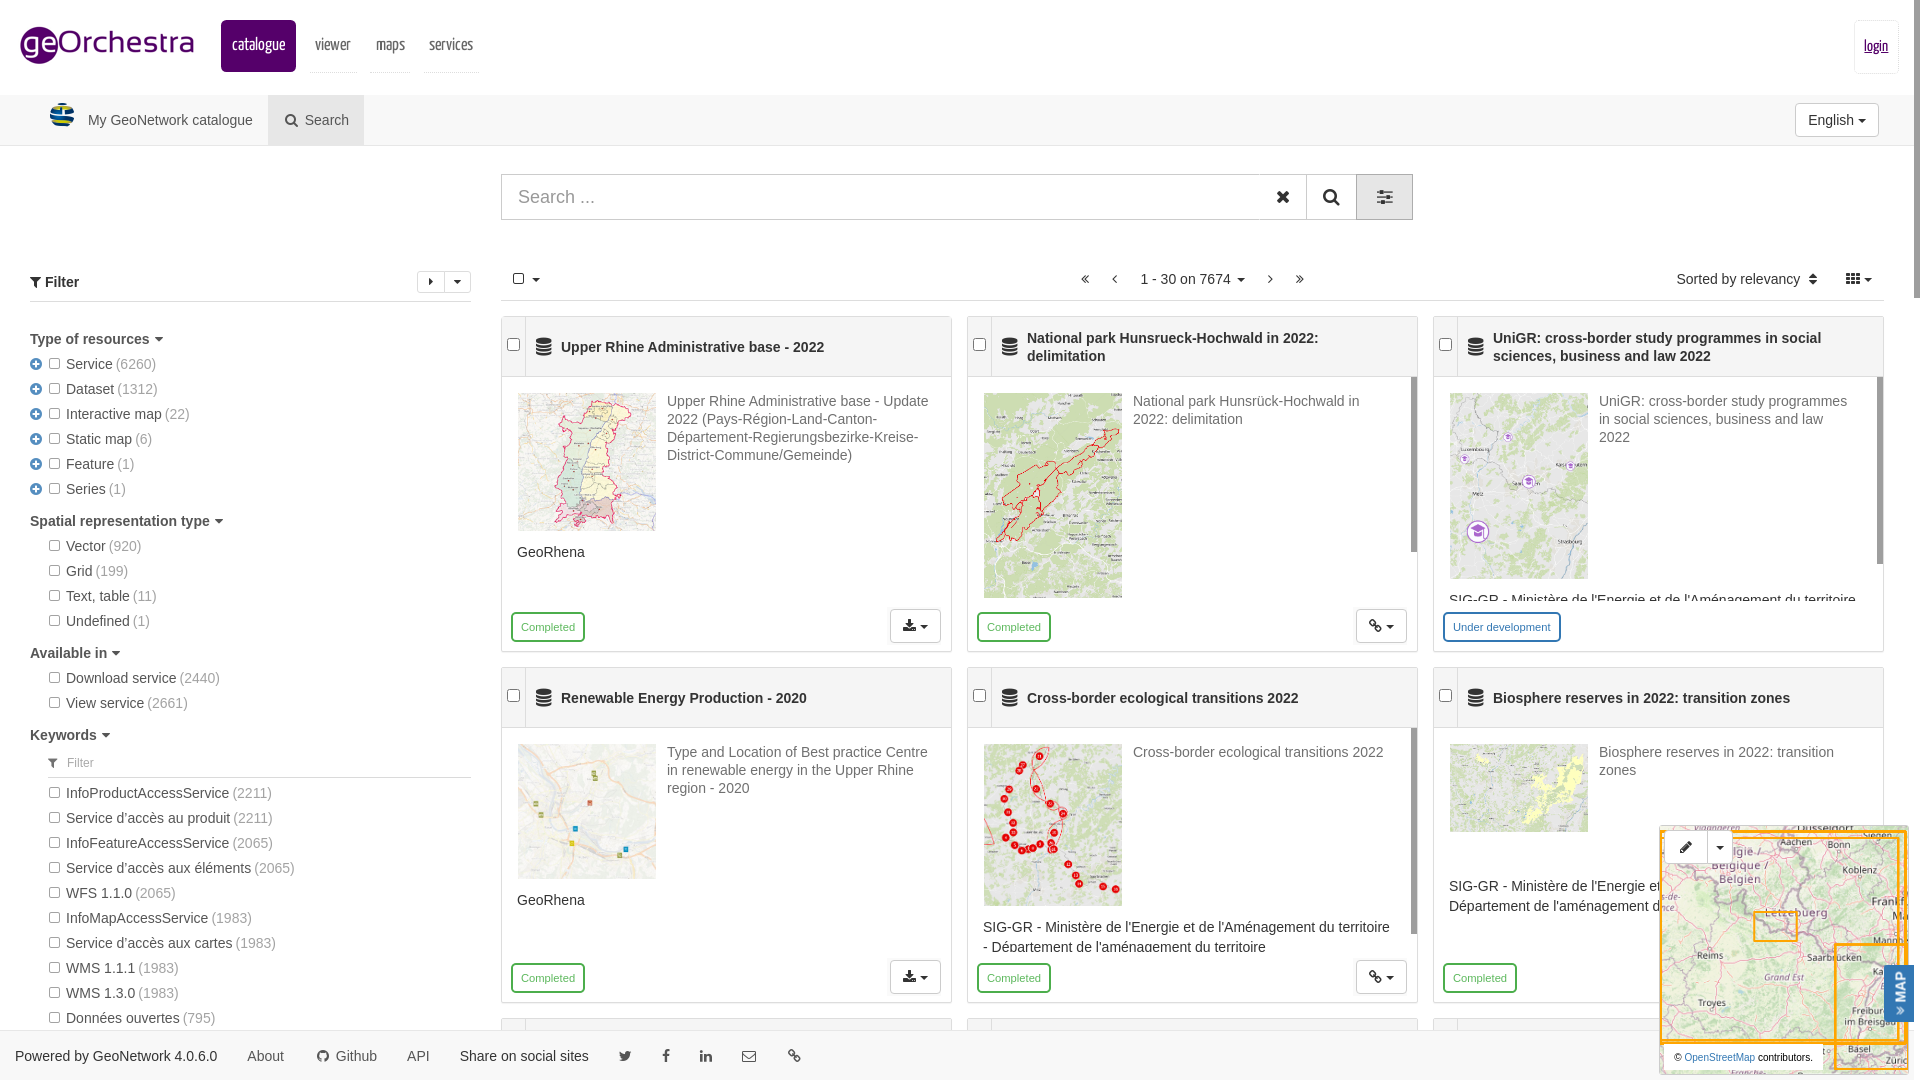 geOrchestra
catalogue
viewer
maps
services
login
My GeoNetwork catalogue
Search
English
Search ...
Filter
1 - 30 on 7674
Sorted by relevancy
Type of resources
Service (6260)
Dataset (1312)
Interactive map (22)
Static map (6)
Feature (1)
Series (1)
Spatial representation type
Vector (920)
Grid (199)
Text, table (11)
Undefined (1)
Available in
Download service (2440)
View service (2661)
Keywords
Filter
InfoProductAccessService (2211)
Service d’accès au produit (2211)
InfoFeatureAccessService (2065)
Service d’accès aux éléments (2065)
WFS 1.1.0 (2065)
InfoMapAccessService (1983)
Service d’accès aux cartes (1983)
WMS 1.1.1 (1983)
WMS 1.3.0 (1983)
Données ouvertes (795)
Upper Rhine Administrative base - 2022
Upper Rhine Administrative base - Update
2022 (Pays-Région-Land-Canton-
Département-Regierungsbezirke-Kreise-
District-Commune/Gemeinde)
GeoRhena
Completed
National park Hunsrueck-Hochwald in 2022:
delimitation
National park Hunsrück-Hochwald in
2022: delimitation
Completed
UniGR: cross-border study programmes in social
sciences, business and law 2022
UniGR: cross-border study programmes
in social sciences, business and law
2022
Luxembourg
Metz
Strasbourg
SIG-GR - Ministère de l'Energie et de l'Aménagement du territoire
Under development
Renewable Energy Production - 2020
Type and Location of Best practice Centre
in renewable energy in the Upper Rhine
region - 2020
GeoRhena
Completed
Cross-border ecological transitions 2022
Cross-border ecological transitions 2022
SIG-GR - Ministère de l'Energie et de l'Aménagement du territoire
- Département de l'aménagement du territoire
Completed
Biosphere reserves in 2022: transition zones
Biosphere reserves in 2022: transition
zones
SIG-GR - Ministère de l'Energie et
Département de l'aménagement d
Completed
Düsseldorf
Siegen
Aachen
Bonn
Belgique /
Belgien
Koblenz
Lëtzebuerg
Reims
Saarbrücken
Grand Est
Troyes
Freiburg
im Breisgau
Basel
MAP
© OpenStreetMap contributors.
Powered by GeoNetwork 4.0.6.0
About
Github
API
Share on social sites